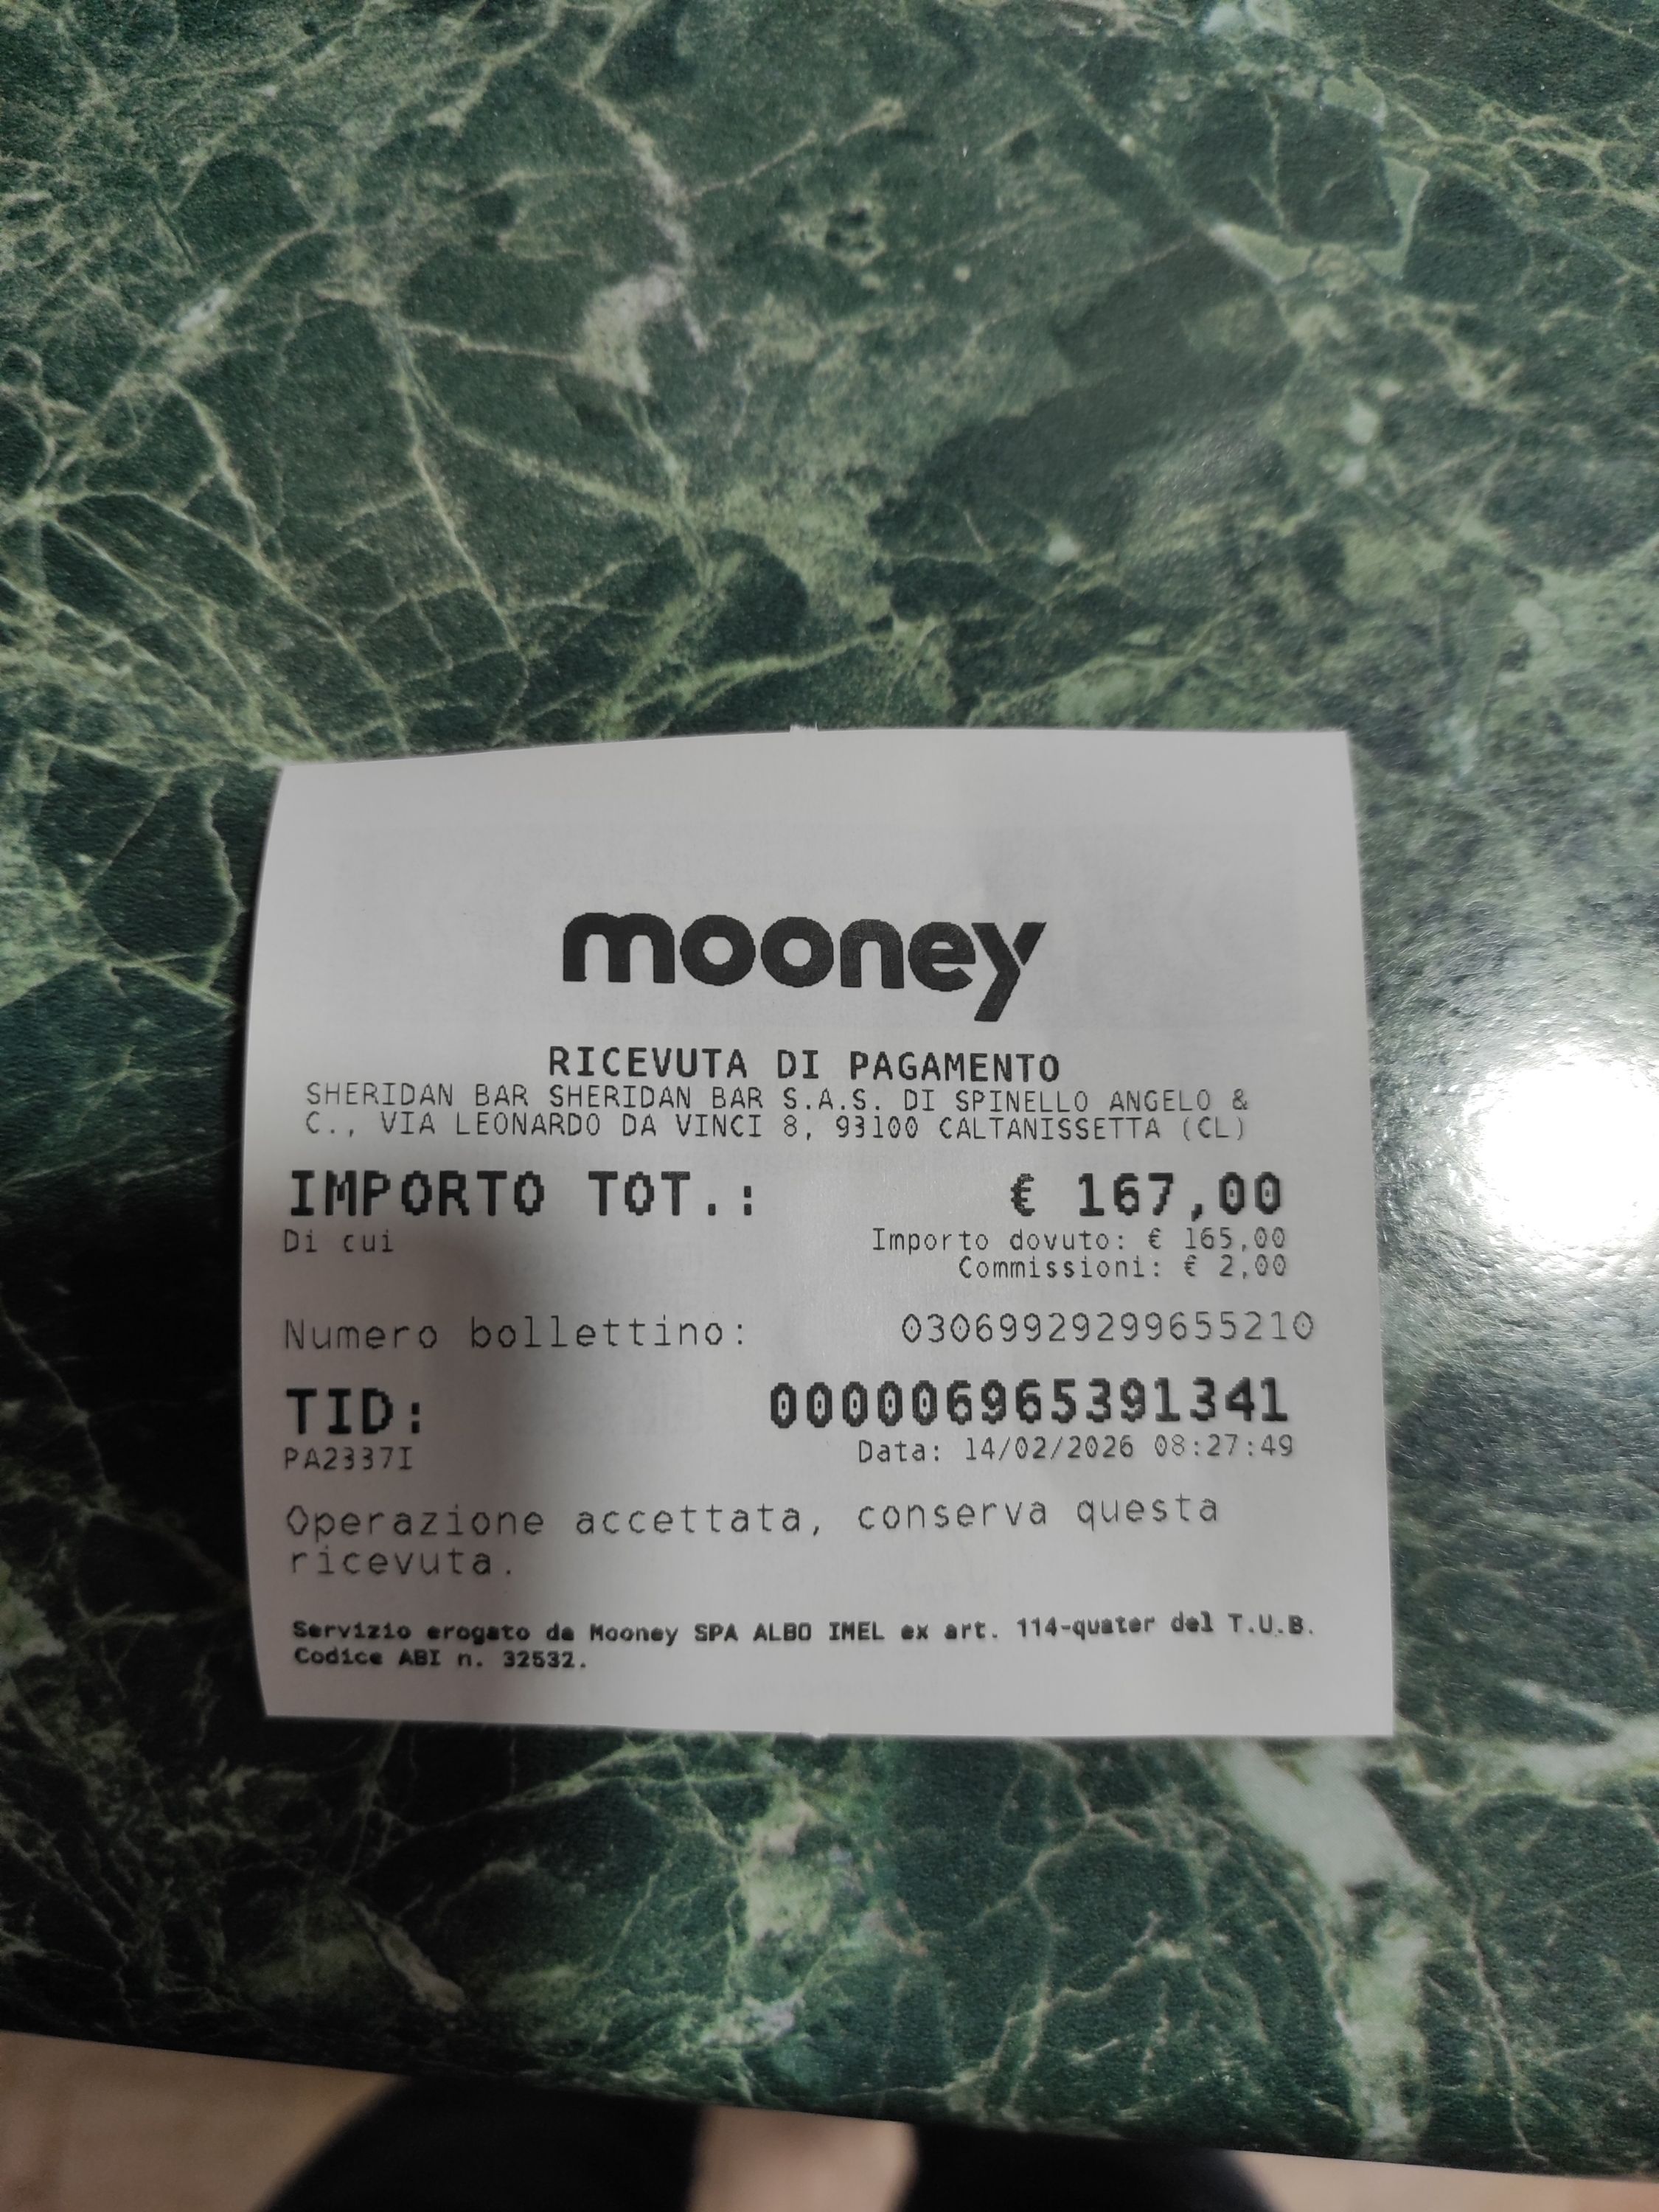 mooney
RICEVUTA DI PAGAMENTO
SHERIDAN BAR SHERIDAN BAR S.A.S. DI SPINELLO ANGELO &
C., VIA LEONARDO DA VINCI 8, 93100 CALTANISSETTA (CL)
IMPORTO TOT.: € 167,00
Di cui Importo dovuto: € 165,00
Commissioni: € 2,00
Numero bollettino: 03069929299655210
TID: 000006965391341
PA2337I Data: 14/02/2026 08:27:49
Operazione accettata, conserva questa
ricevuta.
Servizio erogato da Mooney SPA ALBO IMEL ex art. 114-quater del T.U.B.
Codice ABI n. 32532.